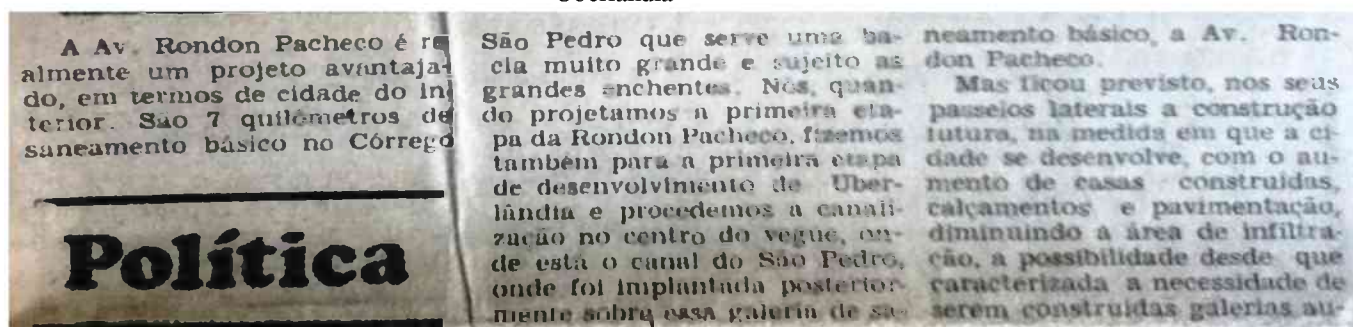 A Av. Rondon Pacheco é re
almente um projeto avantaja-
do, em termos de cidade do in
terior. São 7 quilômetros de
saneamento básico no Córrego
Política
São Pedro que serve uma ba-
cia muito grande e sujeito as
grandes enchentes. Nós, quan-
do projetamos a primeira eta-
pa da Rondon Pacheco, fizemos
também para a primeira etapa
de desenvolvimento de Uber-
lândia e procedemos a canali-
zação no centro do vegue, on-
de está o canal do São Pedro,
onde foi implantada posterior-
mente sobre essa galeria de sa-
neamento básico, a Av. Ron-
don Pacheco.
Mas ficou previsto, nos seus
passeios laterais a construção
futura, na medida em que a ci-
dade se desenvolve, com o au-
mento de casas construidas,
calçamentos e pavimentação,
diminuindo a área de infiltra-
ção, a possibilidade desde que
caracterizada a necessidade de
serem construidas galerias au-